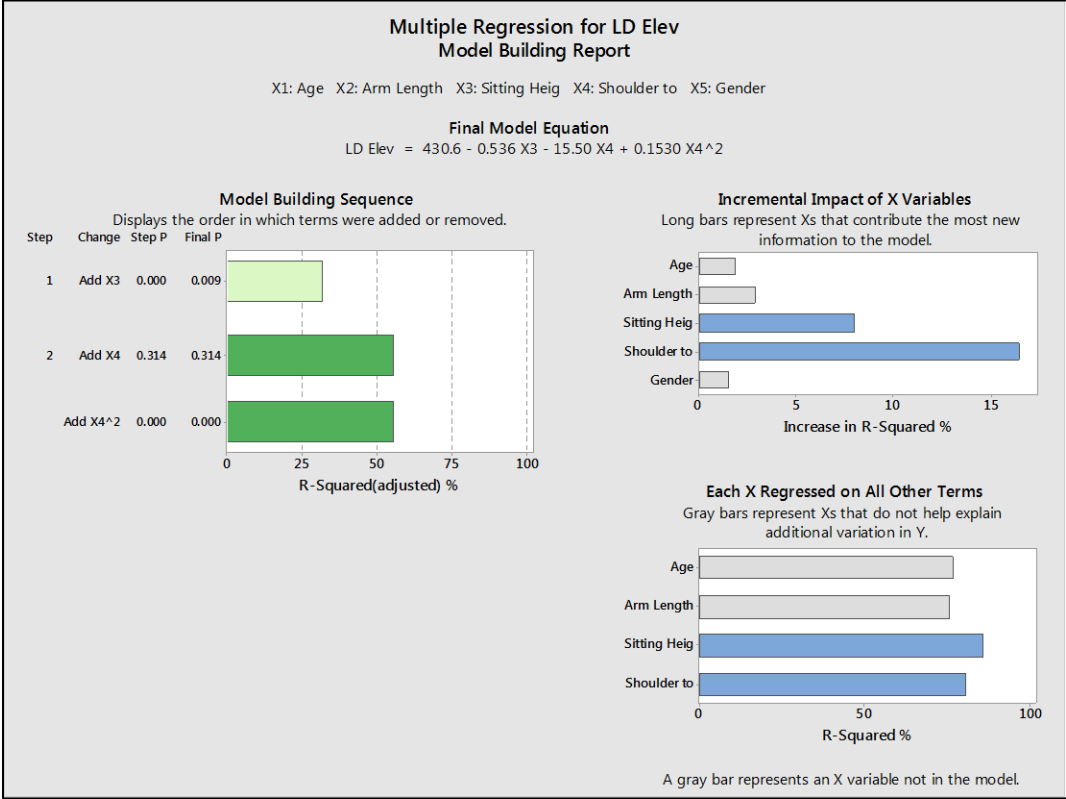 Multiple Regression for LD Elev
Model Building Report
X1: Age   X2: Arm Length   X3: Sitting Heig   X4: Shoulder to   X5: Gender
Final Model Equation
LD Elev  =  430.6 - 0.536 X3 - 15.50 X4 + 0.1530 X4^2
Model Building Sequence
Displays the order in which terms were added or removed.
Step   Change   Step P   Final P
1   Add X3   0.000   0.009
2   Add X4   0.314   0.314
Add X4^2   0.000   0.000
0   25   50   75   100
R-Squared(adjusted) %
Incremental Impact of X Variables
Long bars represent Xs that contribute the most new
information to the model.
Age
Arm Length
Sitting Heig
Shoulder to
Gender
0   5   10   15
Increase in R-Squared %
Each X Regressed on All Other Terms
Gray bars represent Xs that do not help explain
additional variation in Y.
Age
Arm Length
Sitting Heig
Shoulder to
0   50   100
R-Squared %
A gray bar represents an X variable not in the model.